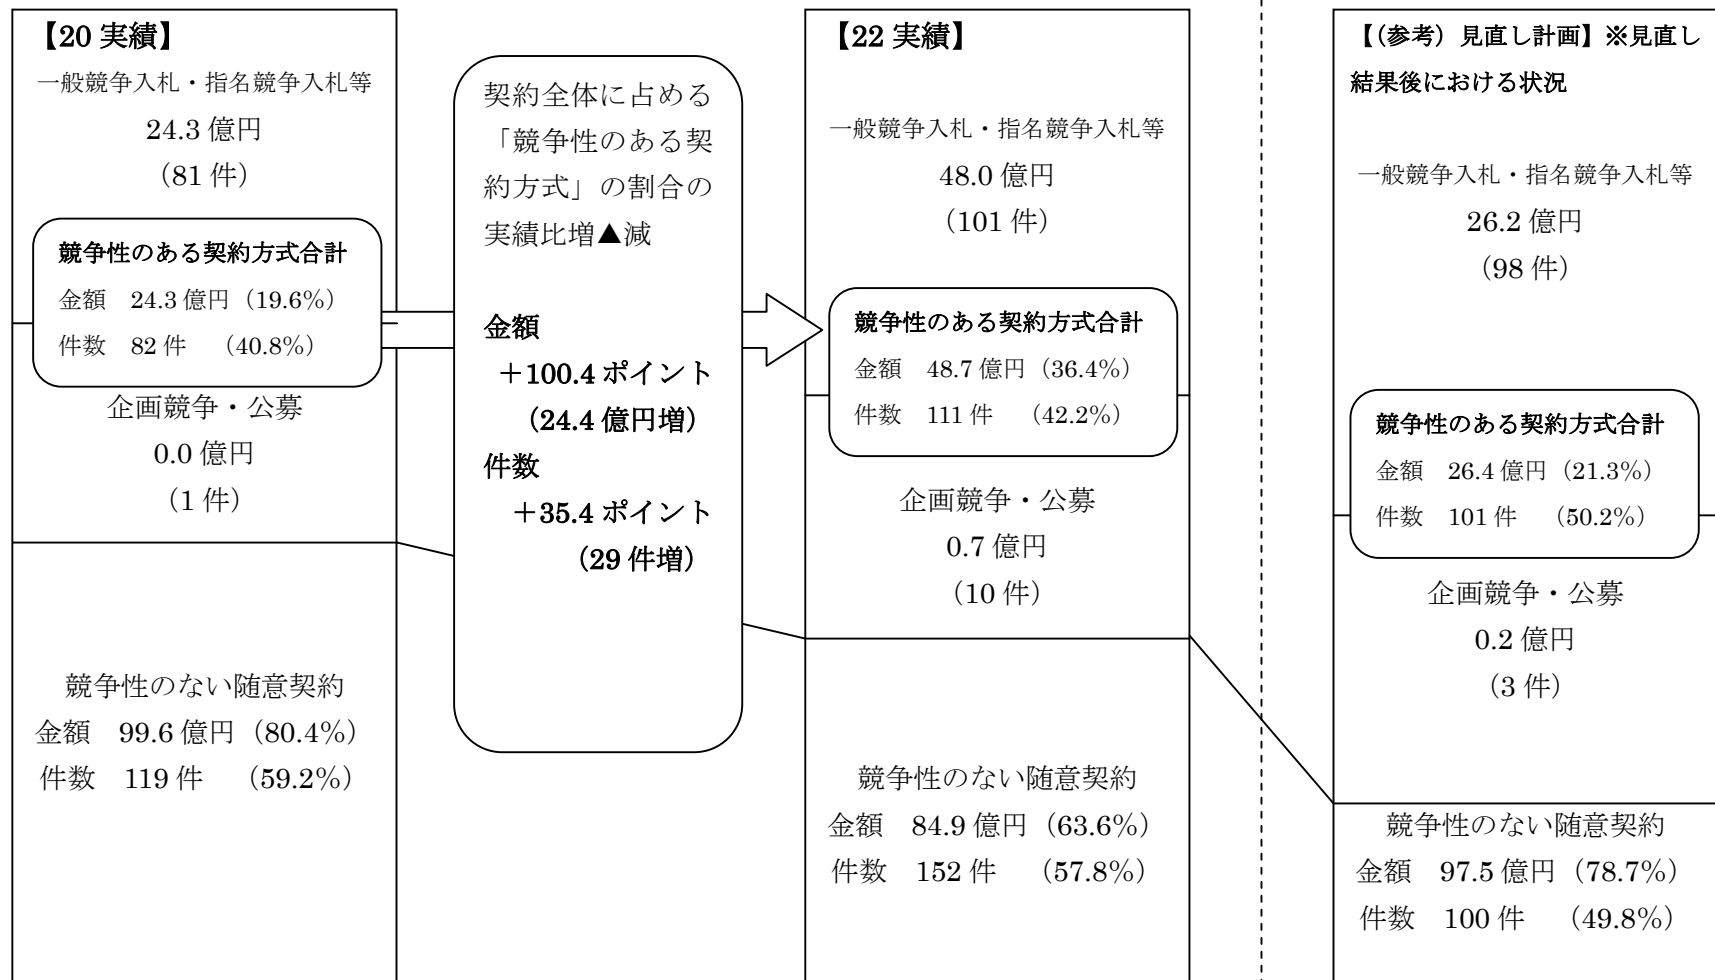 【20 実績】
一般競争入札・指名競争入札等
24.3 億円
（81 件）
競争性のある契約方式合計
金額　24.3 億円（19.6%）
件数　82 件　（40.8%）
企画競争・公募
0.0 億円
（1 件）
競争性のない随意契約
金額　99.6 億円（80.4%）
件数　119 件　（59.2%）
契約全体に占める
「競争性のある契
約方式」の割合の
実績比増▲減
金額
＋100.4 ポイント
（24.4 億円増）
件数
＋35.4 ポイント
（29 件増）
【22 実績】
一般競争入札・指名競争入札等
48.0 億円
（101 件）
競争性のある契約方式合計
金額　48.7 億円（36.4%）
件数　111 件　（42.2%）
企画競争・公募
0.7 億円
（10 件）
競争性のない随意契約
金額　84.9 億円（63.6%）
件数　152 件　（57.8%）
【（参考）見直し計画】※見直し
結果後における状況
一般競争入札・指名競争入札等
26.2 億円
（98 件）
競争性のある契約方式合計
金額　26.4 億円（21.3%）
件数　101 件　（50.2%）
企画競争・公募
0.2 億円
（3 件）
競争性のない随意契約
金額　97.5 億円（78.7%）
件数　100 件　（49.8%）